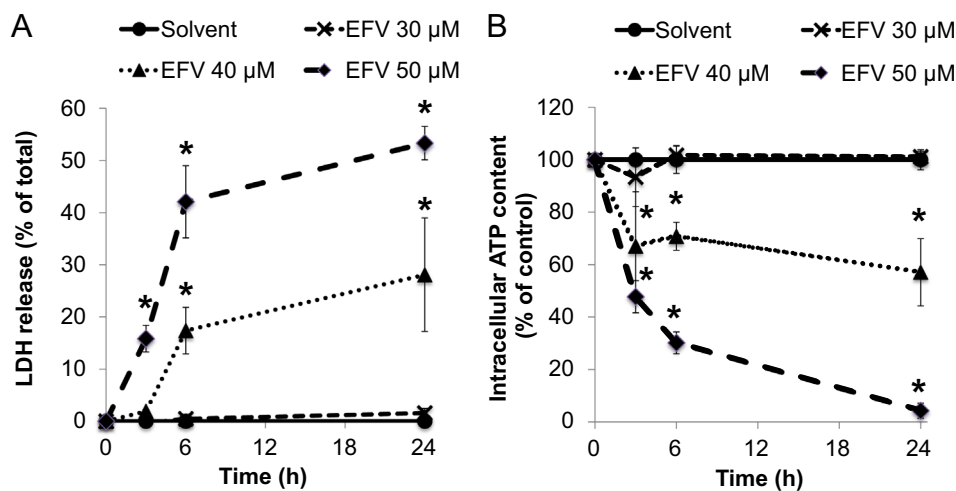 A
Solvent
EFV 30 µM
EFV 40 µM
EFV 50 µM
LDH release (% of total)
60
50
40
30
20
10
0
*
*
*
*
*
0
6
12
18
24
Time (h)
B
Solvent
EFV 30 µM
EFV 40 µM
EFV 50 µM
Intracellular ATP content
(% of control)
120
100
80
60
40
20
0
*
*
*
*
*
*
0
6
12
18
24
Time (h)